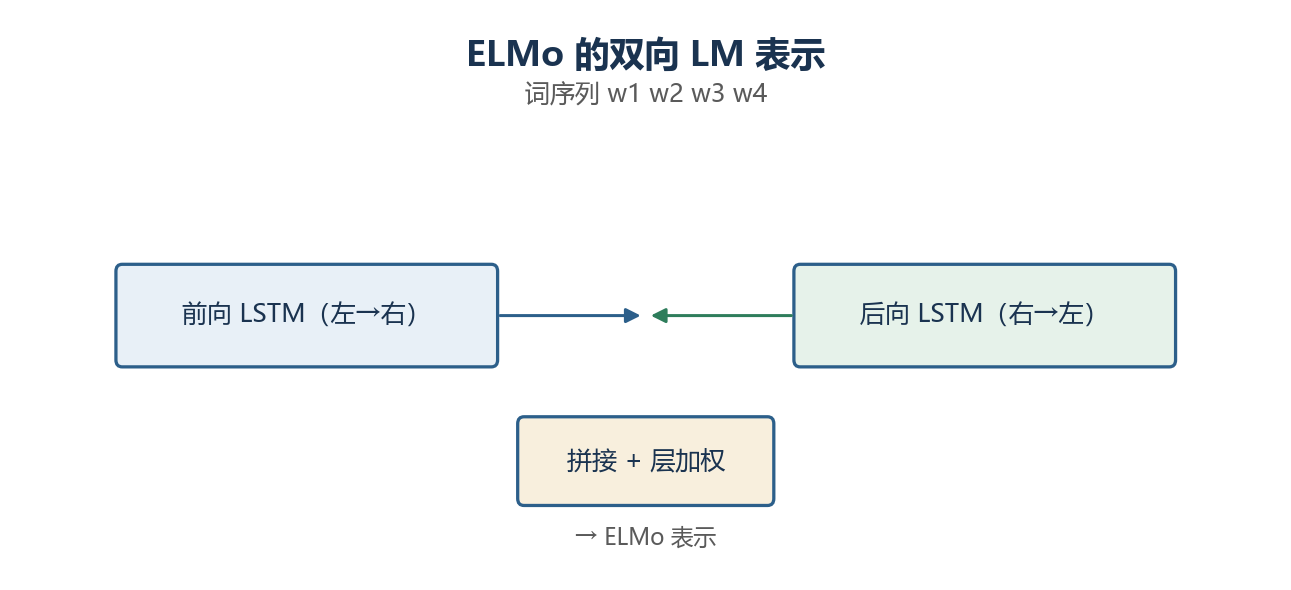 ELMo 的双向 LM 表示
词序列 w1 w2 w3 w4
前向 LSTM（左→右）
后向 LSTM（右→左）
拼接 + 层加权
→ ELMo 表示